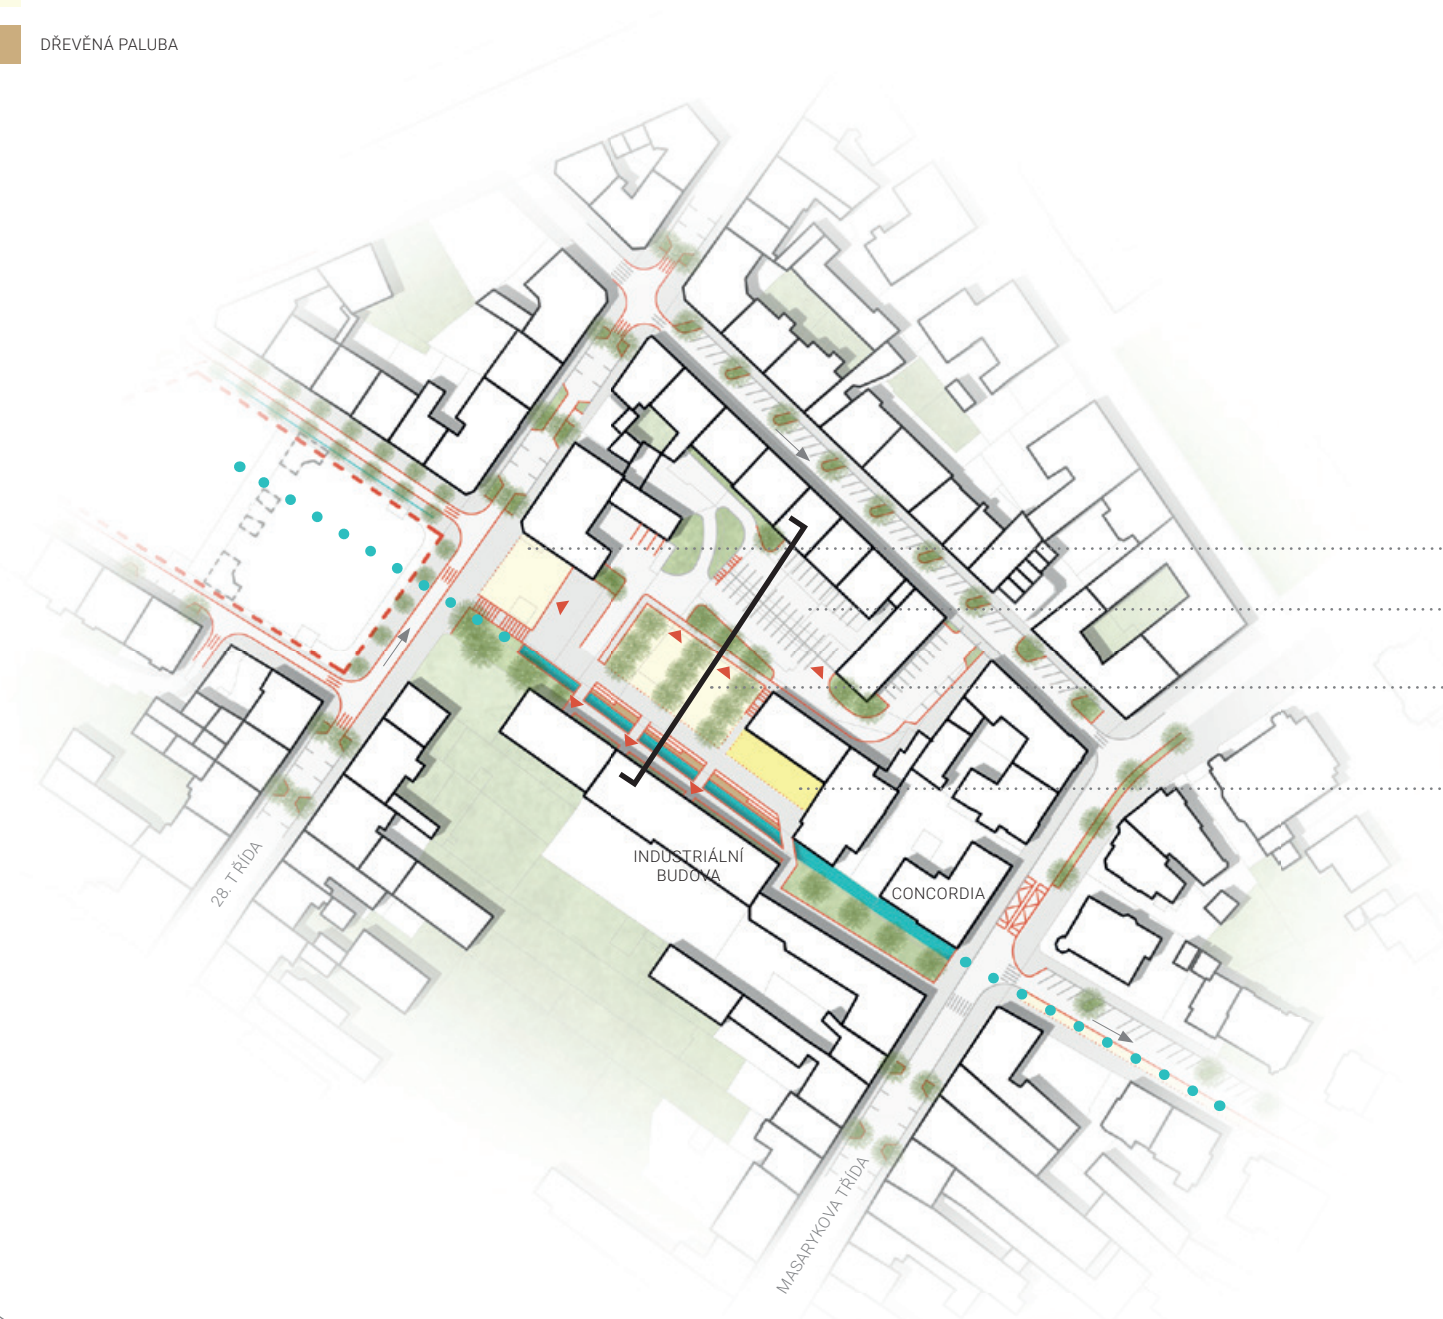 DŘEVĚNÁ PALUBA
INDUSTRIÁLNÍ
BUDOVA
CONCORDIA
28. TŘÍDA
MASARYKOVA TŘÍDA